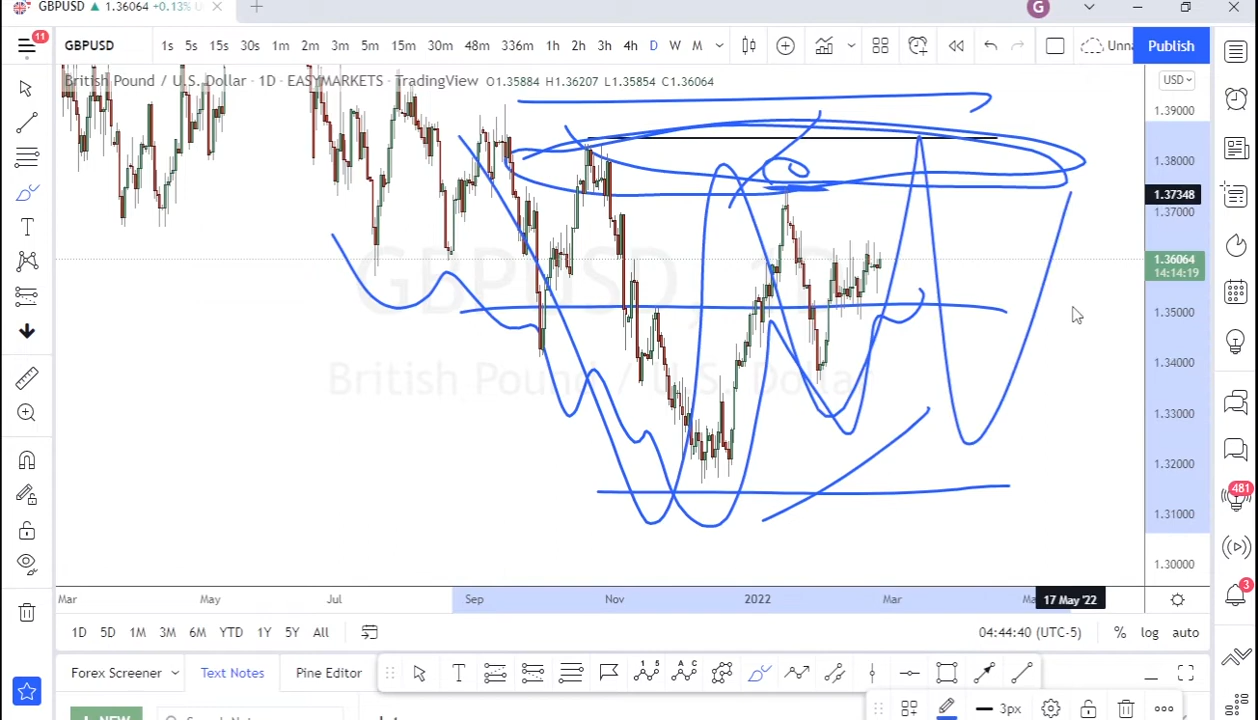 GBPUSD ▲ 1.36064 +0.13%
G
11
GBPUSD 1s 5s 15s 30s 1m 2m 3m 5m 15m 30m 48m 336m 1h 2h 3h 4h D W M Unna Publish
British Pound / U.S. Dollar · 1D · EASYMARKETS · TradingView O1.35884 H1.36207 L1.35854 C1.36064
USD
1.39000
1.38000
1.37348
1.37000
1.36064
14:14:19
1.35000
1.34000
1.33000
1.32000
1.31000
1.30000
GBPUSD, 1D
British Pound / U.S. Dollar
481
3
Mar May Jul Sep Nov 2022 Mar Ma 17 May '22
1D 5D 1M 3M 6M YTD 1Y 5Y All 04:44:40 (UTC-5) % log auto
Forex Screener Text Notes Pine Editor
T
3px
+ NEW